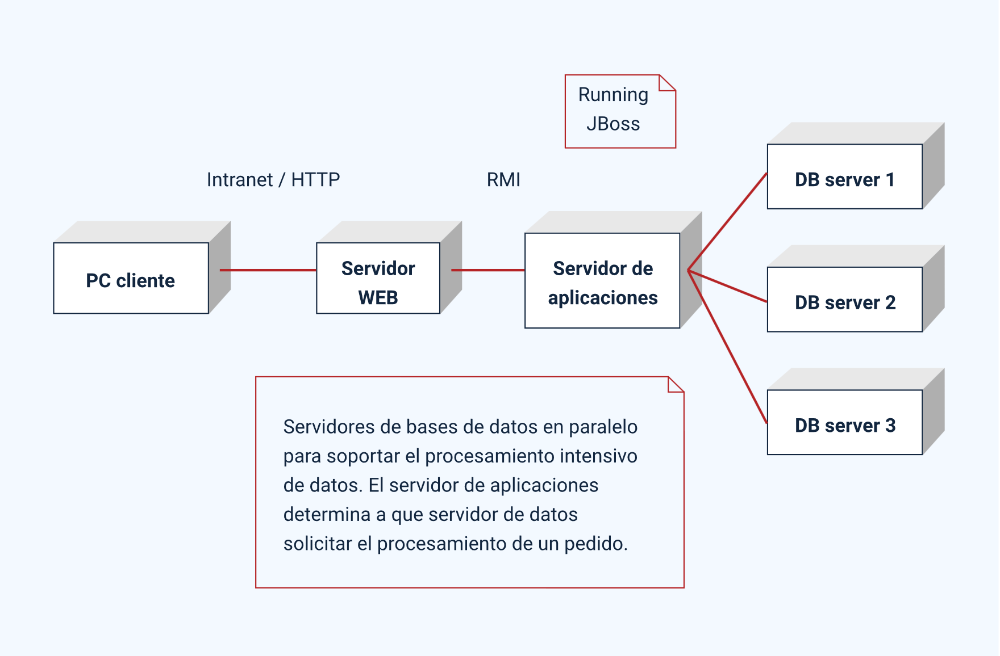 Running
JBoss
Intranet / HTTP
RMI
DB server 1
PC cliente
Servidor
WEB
Servidor de
aplicaciones
DB server 2
DB server 3
Servidores de bases de datos en paralelo
para soportar el procesamiento intensivo
de datos. El servidor de aplicaciones
determina a que servidor de datos
solicitar el procesamiento de un pedido.